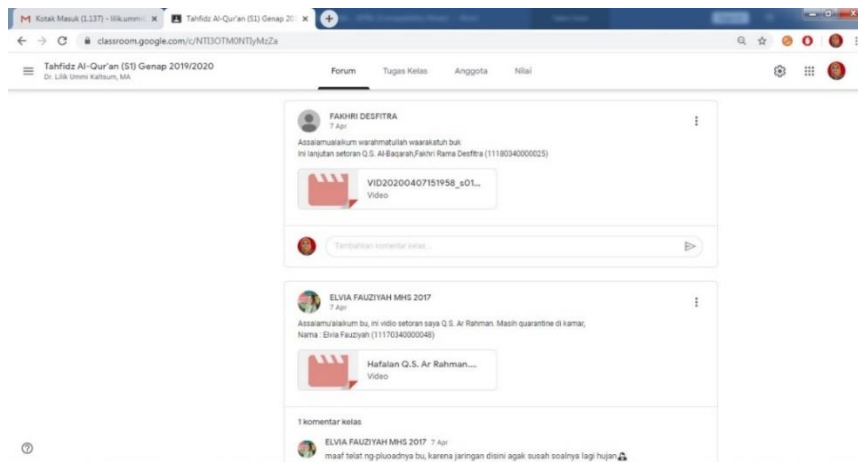 Kotak Masuk (1.137) - lilik.ummi
Tahfidz Al-Qur'an (S1) Genap 20
classroom.google.com/c/NTI3OTM0NTIyMzZa
Tahfidz Al-Qur'an (S1) Genap 2019/2020
Dr. Lilik Ummi Kaltsum, MA
Forum Tugas Kelas Anggota Nilai
FAKHRI DESFITRA
7 Apr
Assalamualaikum warahmatullah waarakatuh buk
Ini lanjutan setoran Q.S. Al-Baqarah,Fakhri Rama Desfitra (11180340000025)
VID20200407151958_s01...
Video
Tambahkan komentar kelas...
ELVIA FAUZIYAH MHS 2017
7 Apr
Assalamu'alaikum bu, ini vidio setoran saya Q.S. Ar Rahman. Masih quarantine di kamar,
Nama : Elvia Fauziyah (11170340000048)
Hafalan Q.S. Ar Rahman....
Video
1 komentar kelas
ELVIA FAUZIYAH MHS 2017 7 Apr
maaf telat ng-pluoadnya bu, karena jaringan disini agak susah soalnya lagi hujan